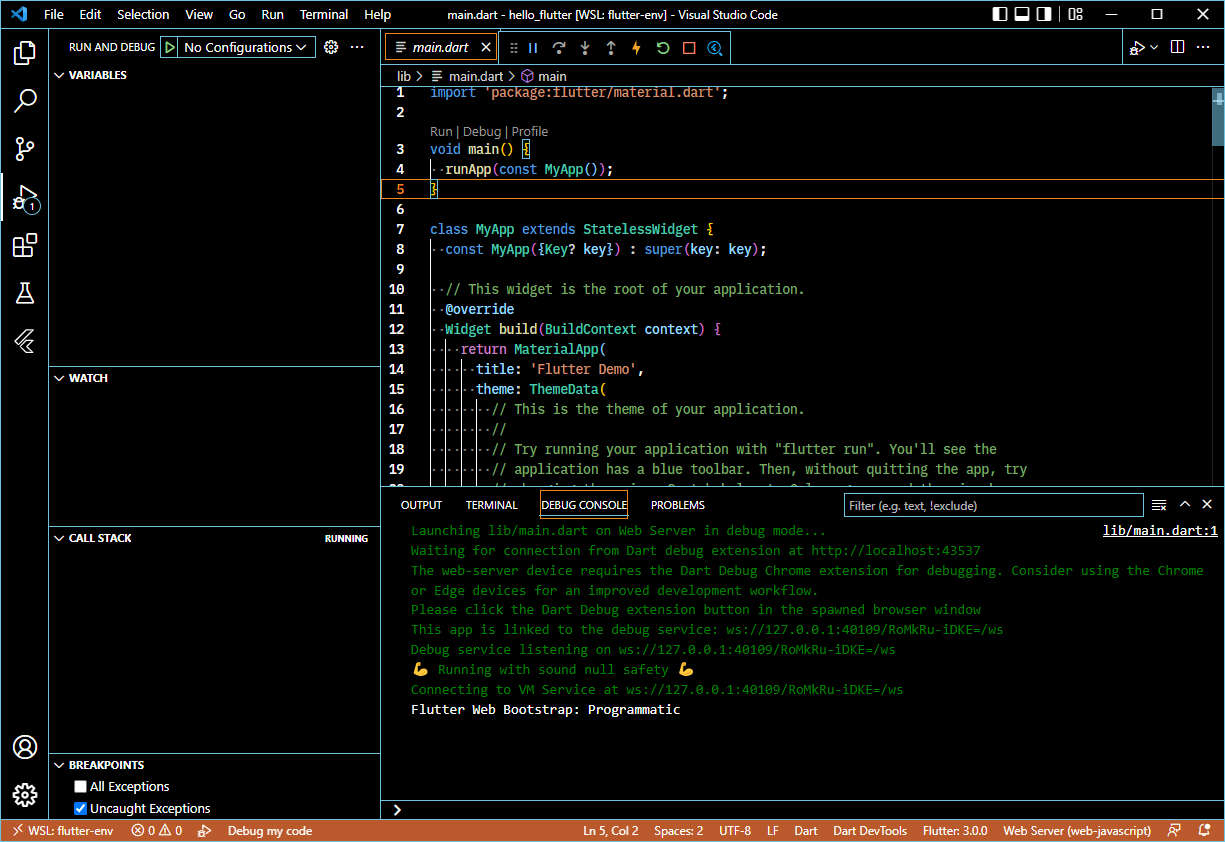 File Edit Selection View Go Run Terminal Help main.dart - hello_flutter [WSL: flutter-env] - Visual Studio Code
RUN AND DEBUG No Configurations
VARIABLES
WATCH
CALL STACK RUNNING
BREAKPOINTS
All Exceptions
Uncaught Exceptions
1
main.dart
lib > main.dart > main
1 import 'package:flutter/material.dart';
2
Run | Debug | Profile
3 void main() {
4 ··runApp(const MyApp());
5 }
6
7 class MyApp extends StatelessWidget {
8 ··const MyApp({Key? key}) : super(key: key);
9
10 ··// This widget is the root of your application.
11 ··@override
12 ··Widget build(BuildContext context) {
13 ····return MaterialApp(
14 ······title: 'Flutter Demo',
15 ······theme: ThemeData(
16 ········// This is the theme of your application.
17 ········//
18 ········// Try running your application with "flutter run". You'll see the
19 ········// application has a blue toolbar. Then, without quitting the app, try
OUTPUT TERMINAL DEBUG CONSOLE PROBLEMS Filter (e.g. text, !exclude)
Launching lib/main.dart on Web Server in debug mode... lib/main.dart:1
Waiting for connection from Dart debug extension at http://localhost:43537
The web-server device requires the Dart Debug Chrome extension for debugging. Consider using the Chrome
or Edge devices for an improved development workflow.
Please click the Dart Debug extension button in the spawned browser window
This app is linked to the debug service: ws://127.0.0.1:40109/RoMkRu-iDKE=/ws
Debug service listening on ws://127.0.0.1:40109/RoMkRu-iDKE=/ws
💪 Running with sound null safety 💪
Connecting to VM Service at ws://127.0.0.1:40109/RoMkRu-iDKE=/ws
Flutter Web Bootstrap: Programmatic
WSL: flutter-env 0 0 Debug my code Ln 5, Col 2 Spaces: 2 UTF-8 LF Dart Dart DevTools Flutter: 3.0.0 Web Server (web-javascript)